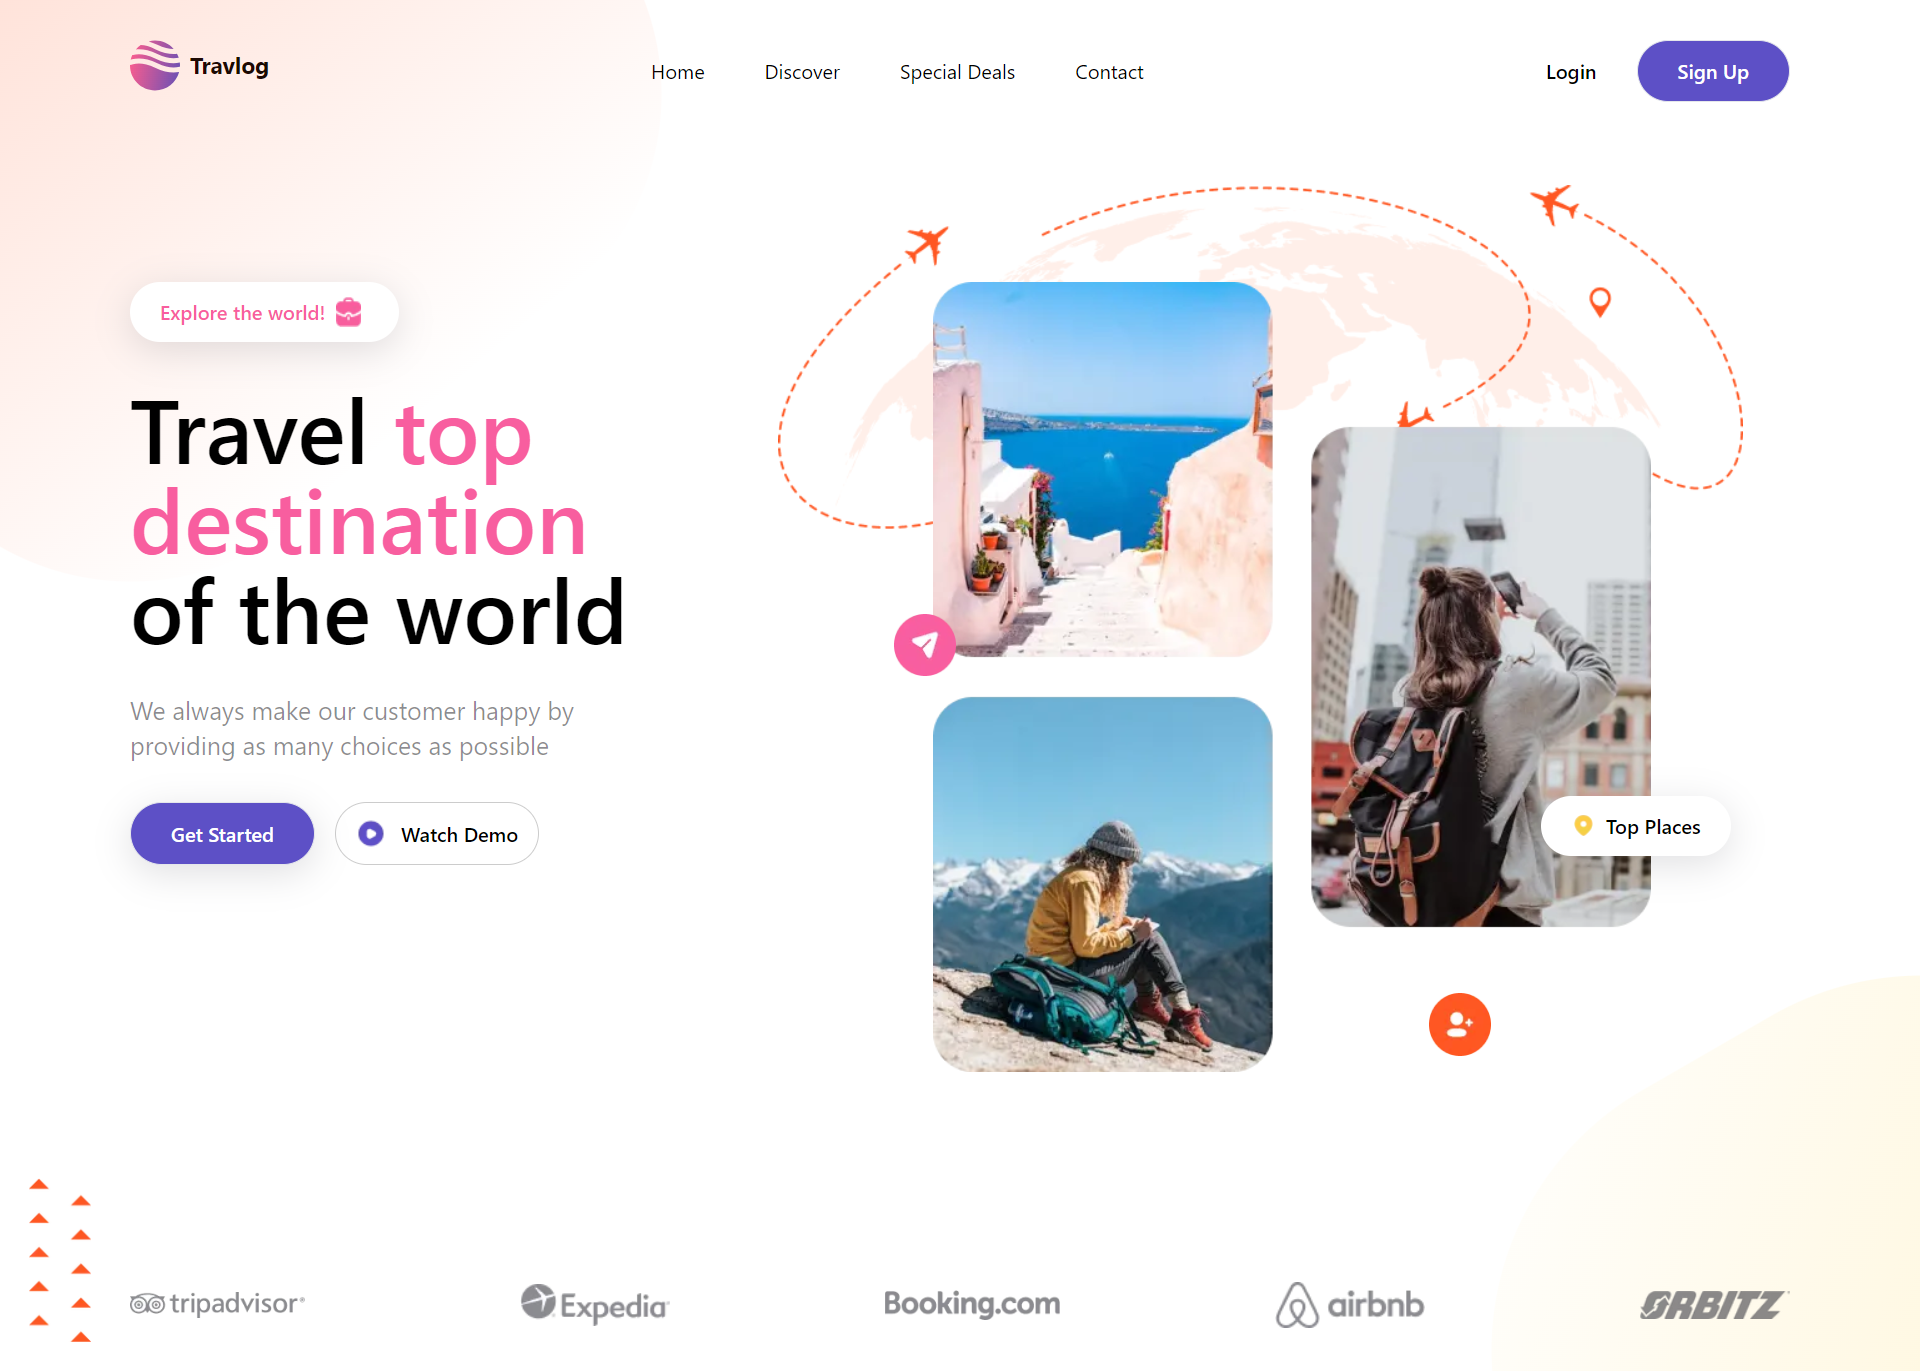 Travlog
Home
Discover
Special Deals
Contact
Login
Sign Up
Explore the world!
Travel top
destination
of the world
We always make our customer happy by
providing as many choices as possible
Get Started
Watch Demo
Top Places
tripadvisor®
Expedia
Booking.com
airbnb
ORBITZ